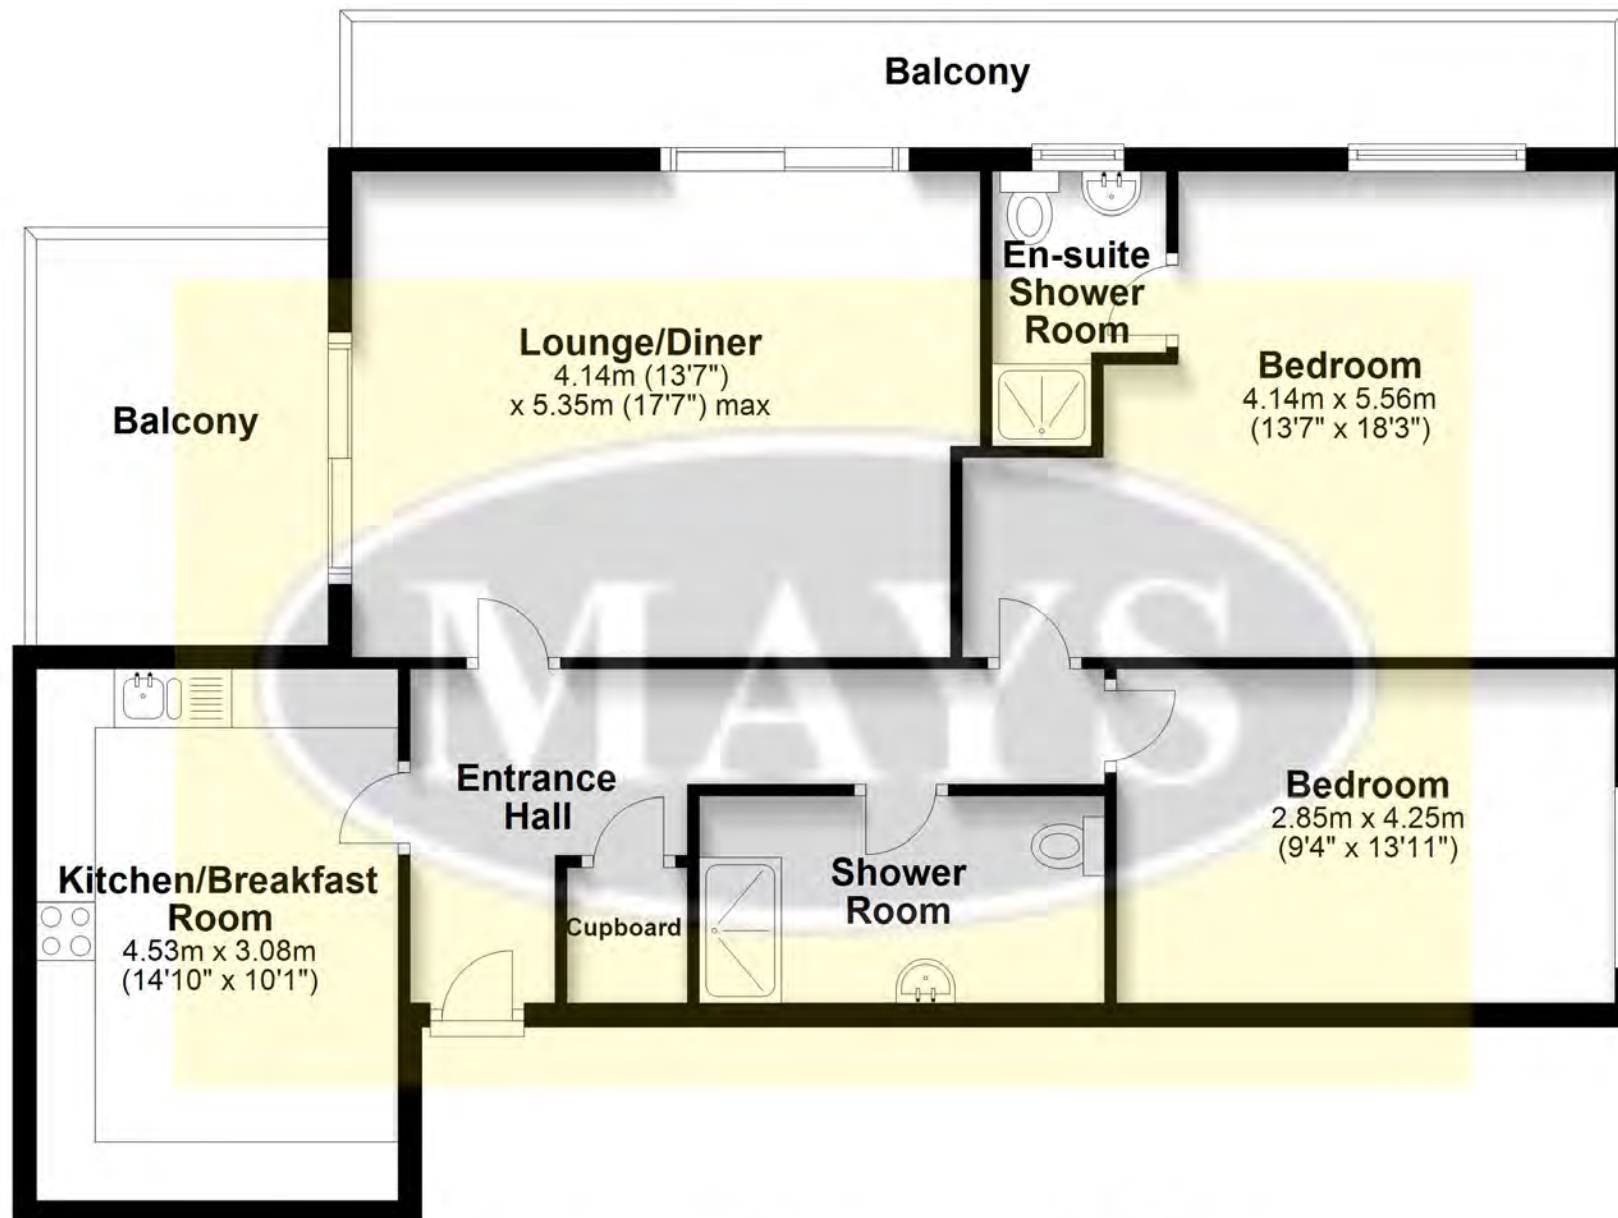 Balcony
En-suite
Shower
Room
Lounge/Diner
4.14m (13'7")
x 5.35m (17'7") max
Bedroom
4.14m x 5.56m
(13'7" x 18'3")
Balcony
MAYS
Entrance
Hall
Bedroom
2.85m x 4.25m
(9'4" x 13'11")
Kitchen/Breakfast
Room
4.53m x 3.08m
(14'10" x 10'1")
Shower
Room
Cupboard